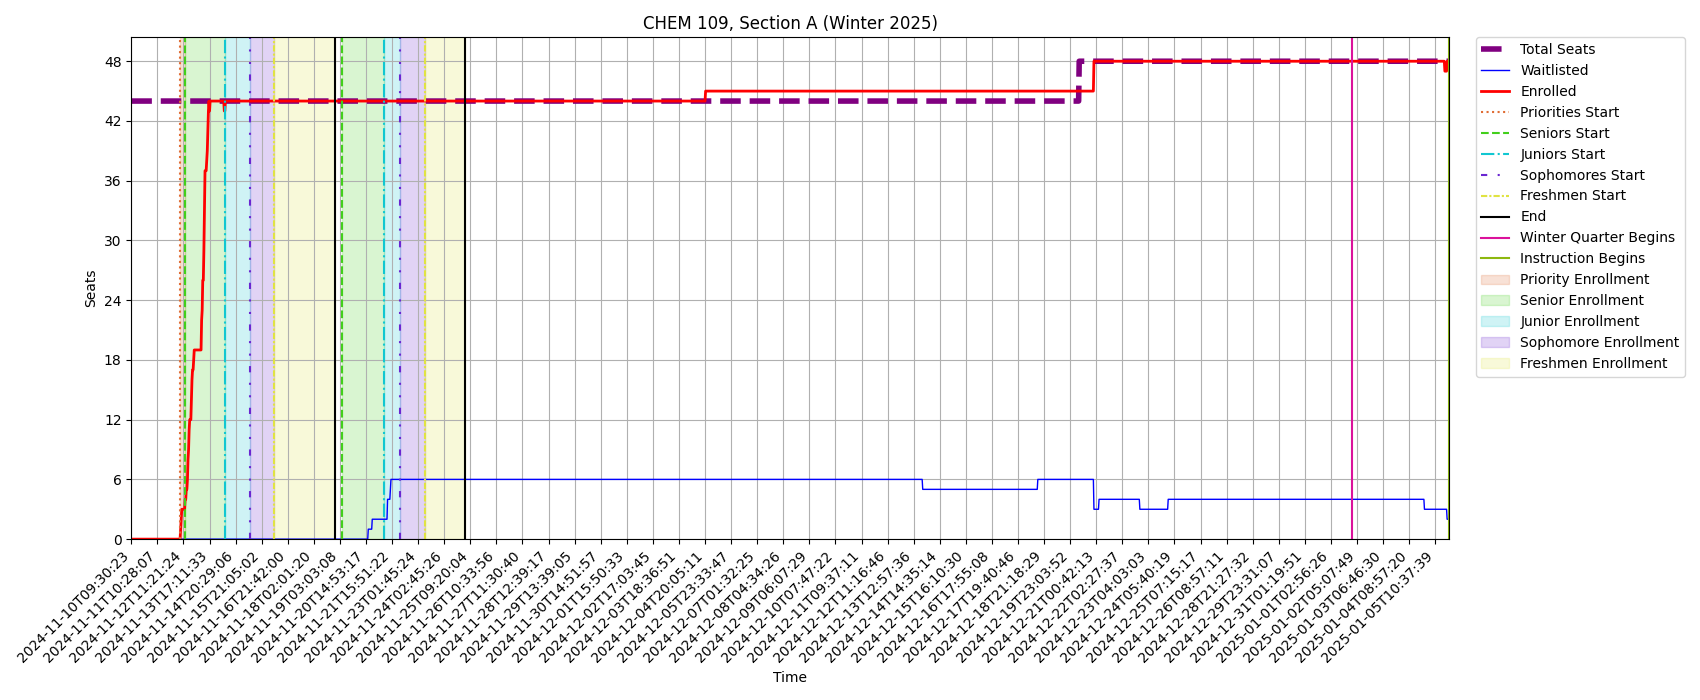 CHEM 109, Section A (Winter 2025)
48
42
36
30
24
18
12
6
0
Seats
2024-11-10T09:30:23
2024-11-11T10:28:07
2024-11-12T11:21:24
2024-11-13T17:11:33
2024-11-14T20:29:06
2024-11-15T21:05:02
2024-11-16T21:42:00
2024-11-18T02:01:20
2024-11-19T03:03:08
2024-11-20T14:53:17
2024-11-21T15:51:22
2024-11-23T01:45:24
2024-11-24T02:45:26
2024-11-25T09:20:04
2024-11-26T10:33:56
2024-11-27T11:30:40
2024-11-28T12:39:17
2024-11-29T13:39:05
2024-11-30T14:51:57
2024-12-01T15:50:33
2024-12-02T17:03:45
2024-12-03T18:36:51
2024-12-04T20:05:11
2024-12-05T23:33:47
2024-12-07T01:32:25
2024-12-08T04:34:26
2024-12-09T06:07:29
2024-12-10T07:47:22
2024-12-11T09:37:11
2024-12-12T11:16:46
2024-12-13T12:57:36
2024-12-14T14:35:14
2024-12-15T16:10:30
2024-12-16T17:55:08
2024-12-17T19:40:46
2024-12-18T21:18:29
2024-12-19T23:03:52
2024-12-21T00:42:13
2024-12-22T02:27:37
2024-12-23T04:03:03
2024-12-24T05:40:19
2024-12-25T07:15:17
2024-12-26T08:57:11
2024-12-28T21:27:32
2024-12-29T23:31:07
2024-12-31T01:19:51
2025-01-01T02:56:26
2025-01-02T05:07:49
2025-01-03T06:46:30
2025-01-04T08:57:20
2025-01-05T10:37:39
Time
Total Seats
Waitlisted
Enrolled
Priorities Start
Seniors Start
Juniors Start
Sophomores Start
Freshmen Start
End
Winter Quarter Begins
Instruction Begins
Priority Enrollment
Senior Enrollment
Junior Enrollment
Sophomore Enrollment
Freshmen Enrollment